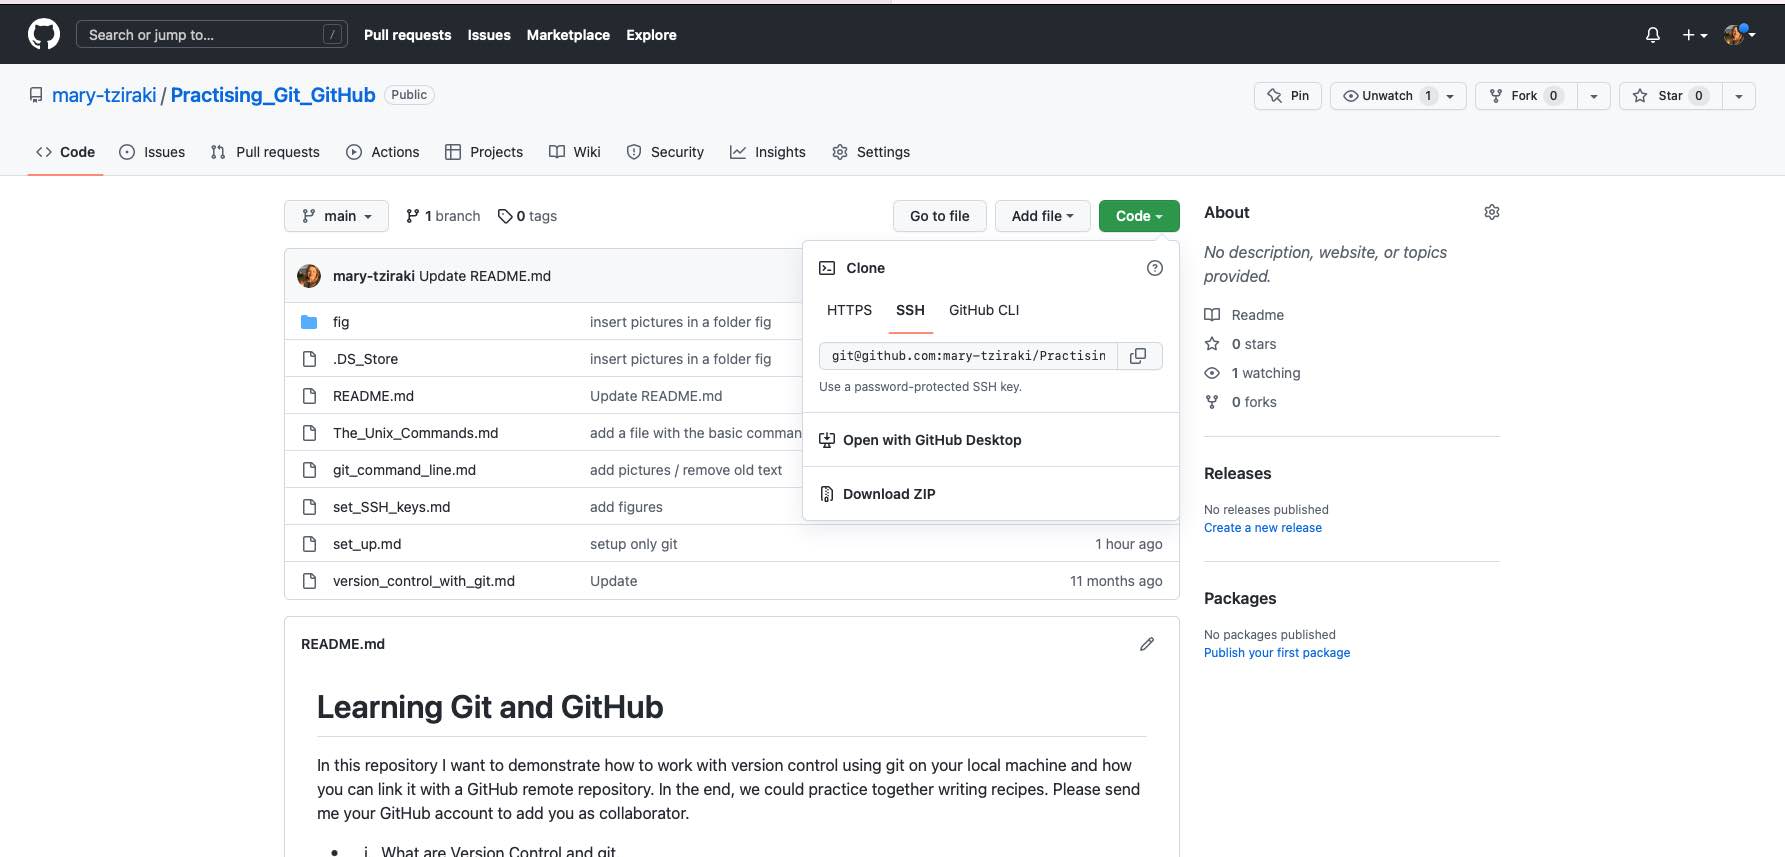 Search or jump to... /
Pull requests Issues Marketplace Explore
mary-tziraki / Practising_Git_GitHub Public
Pin Unwatch 1 Fork 0 Star 0
Code Issues Pull requests Actions Projects Wiki Security Insights Settings
main 1 branch 0 tags
Go to file Add file Code
mary-tziraki Update README.md
fig insert pictures in a folder fig
.DS_Store insert pictures in a folder fig
README.md Update README.md
The_Unix_Commands.md add a file with the basic comman
git_command_line.md add pictures / remove old text
set_SSH_keys.md add figures
set_up.md setup only git 1 hour ago
version_control_with_git.md Update 11 months ago
Clone
HTTPS SSH GitHub CLI
git@github.com:mary-tziraki/Practisin
Use a password-protected SSH key.
Open with GitHub Desktop
Download ZIP
README.md
Learning Git and GitHub
In this repository I want to demonstrate how to work with version control using git on your local machine and how
you can link it with a GitHub remote repository. In the end, we could practice together writing recipes. Please send
me your GitHub account to add you as collaborator.
• i. What are Version Control and git
About
No description, website, or topics
provided.
Readme
0 stars
1 watching
0 forks
Releases
No releases published
Create a new release
Packages
No packages published
Publish your first package